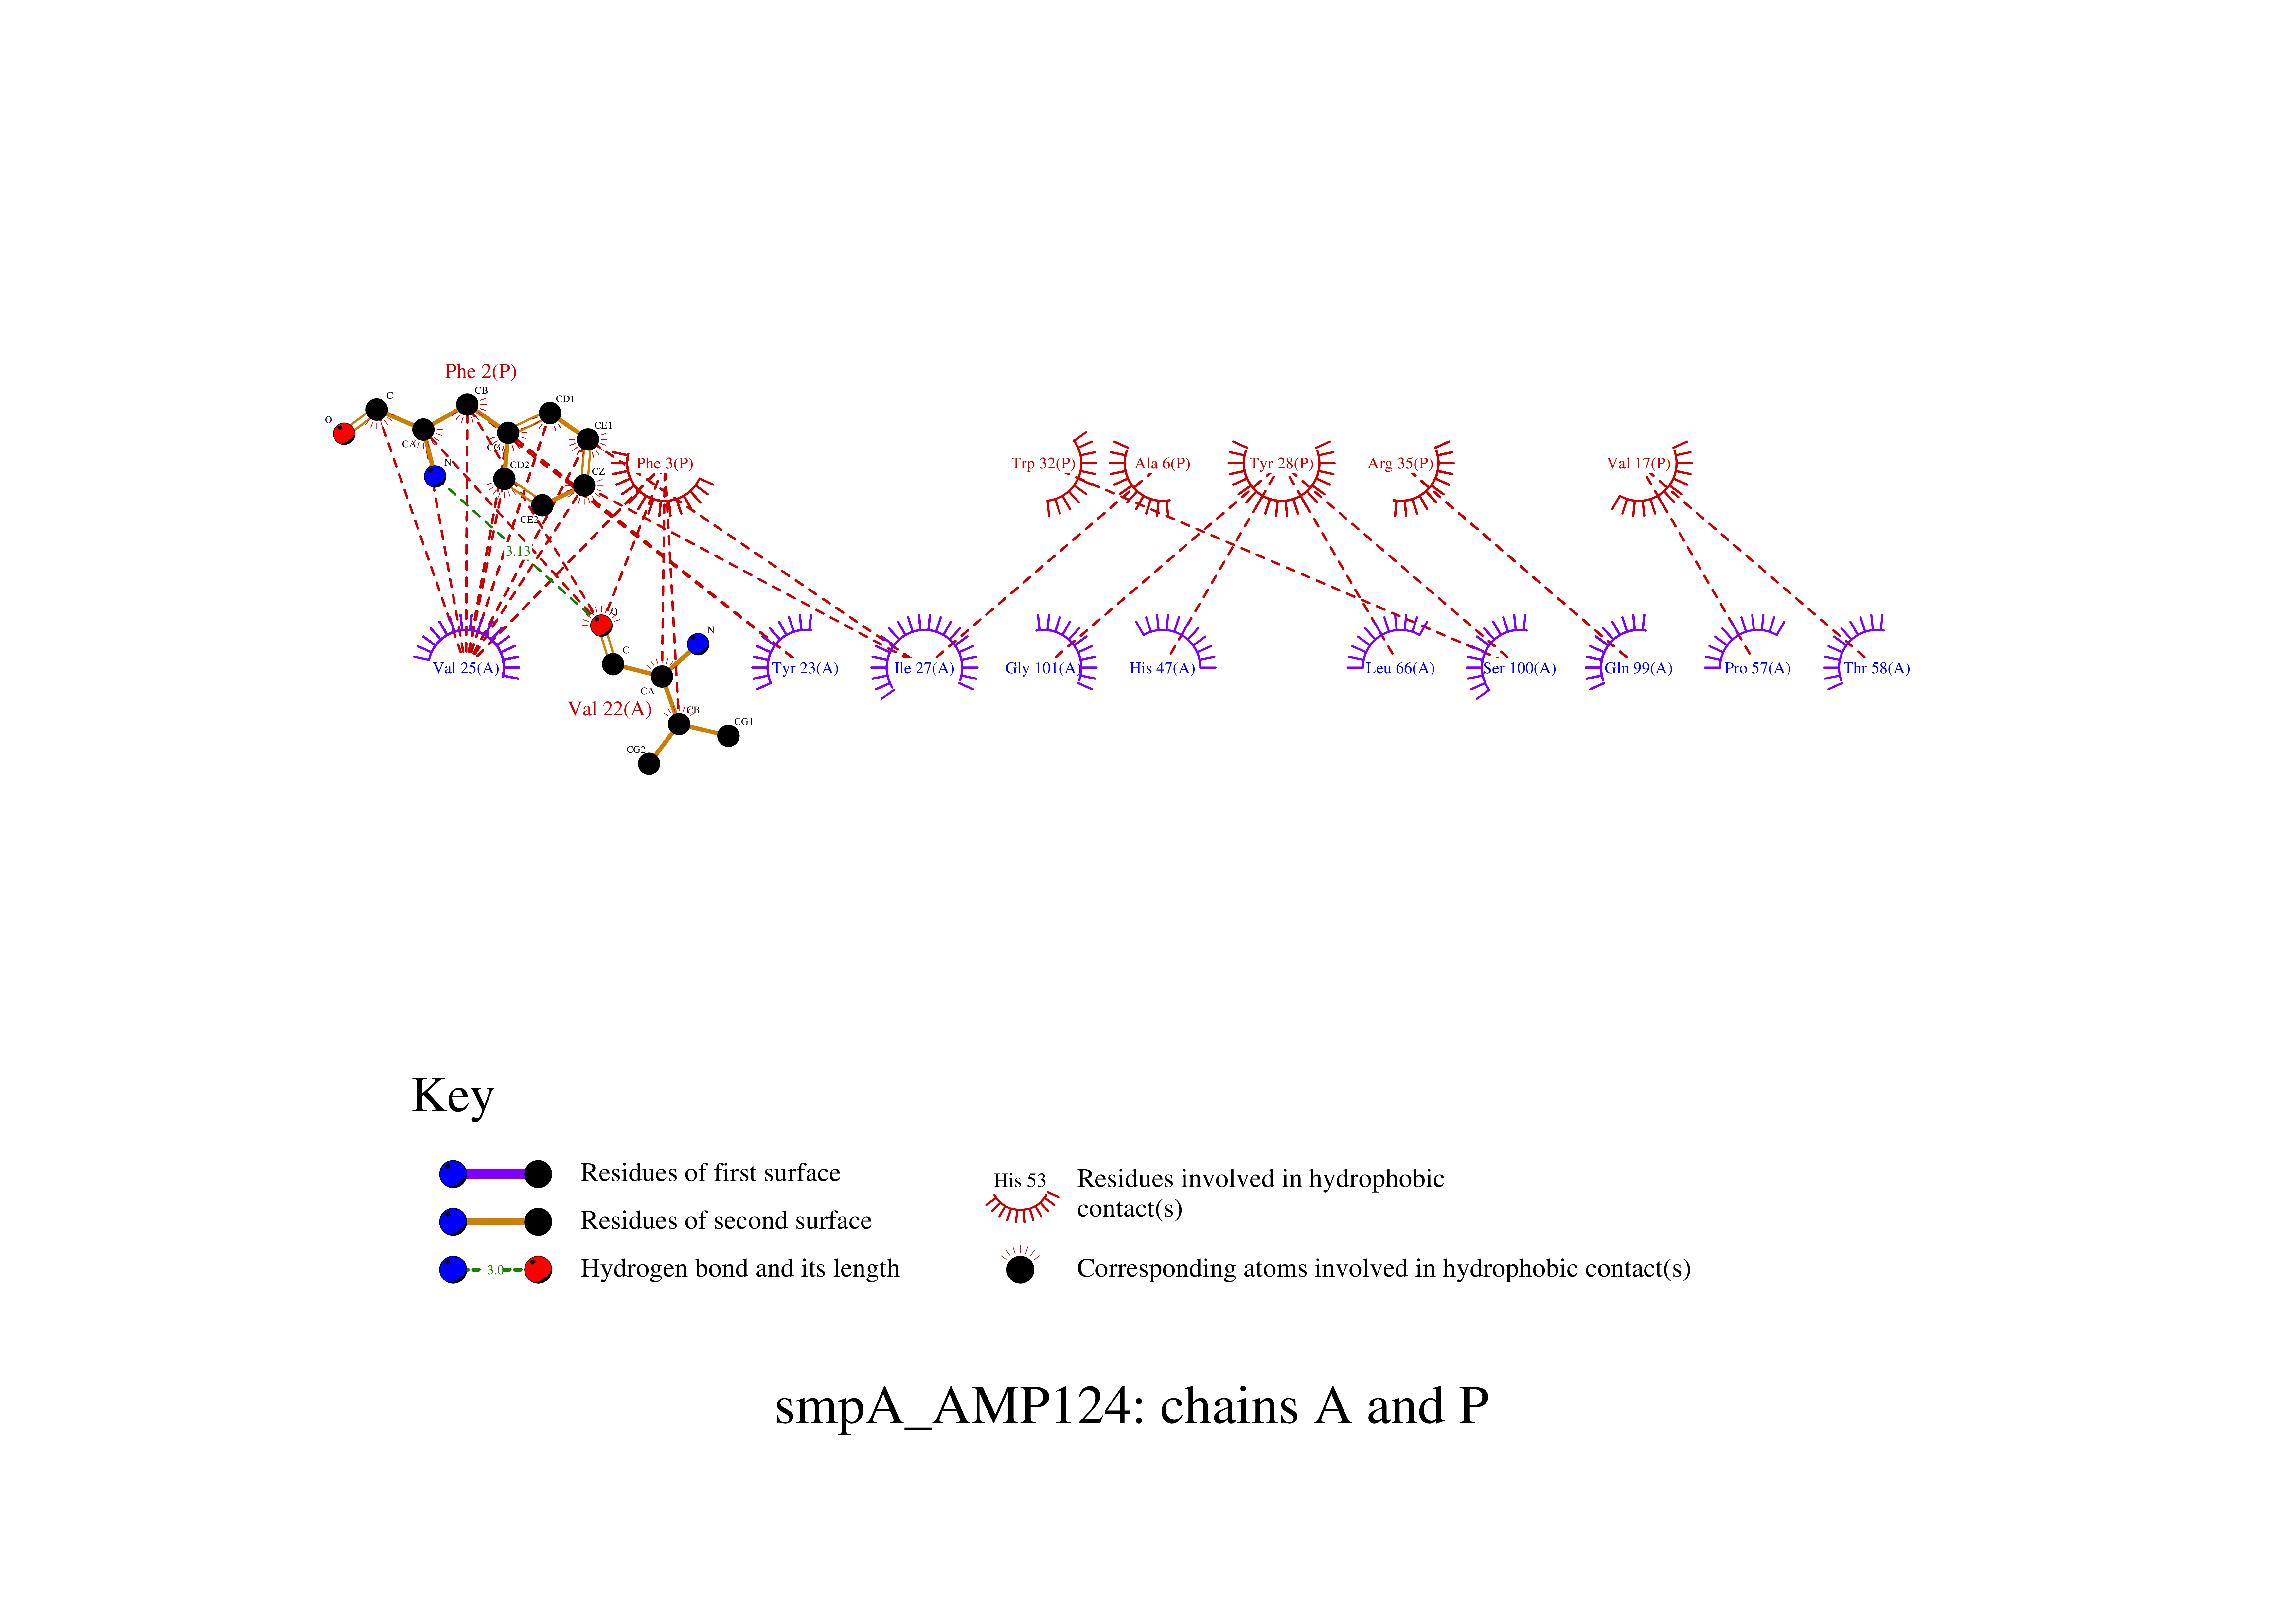 Phe 2(P)
CB
C
CD1
O
CE1
CA
CG
N
CD2
CZ
Phe 3(P)
Trp 32(P)
Ala 6(P)
Tyr 28(P)
Arg 35(P)
Val 17(P)
CE2
3.13
O
N
C
Val 25(A)
Tyr 23(A)
Ile 27(A)
Gly 101(A)
His 47(A)
Leu 66(A)
Ser 100(A)
Gln 99(A)
Pro 57(A)
Thr 58(A)
CA
Val 22(A)
CB
CG1
CG2
Key
Residues of first surface
Residues of second surface
3.0
Hydrogen bond and its length
His 53
Residues involved in hydrophobic
contact(s)
Corresponding atoms involved in hydrophobic contact(s)
smpA_AMP124: chains A and P